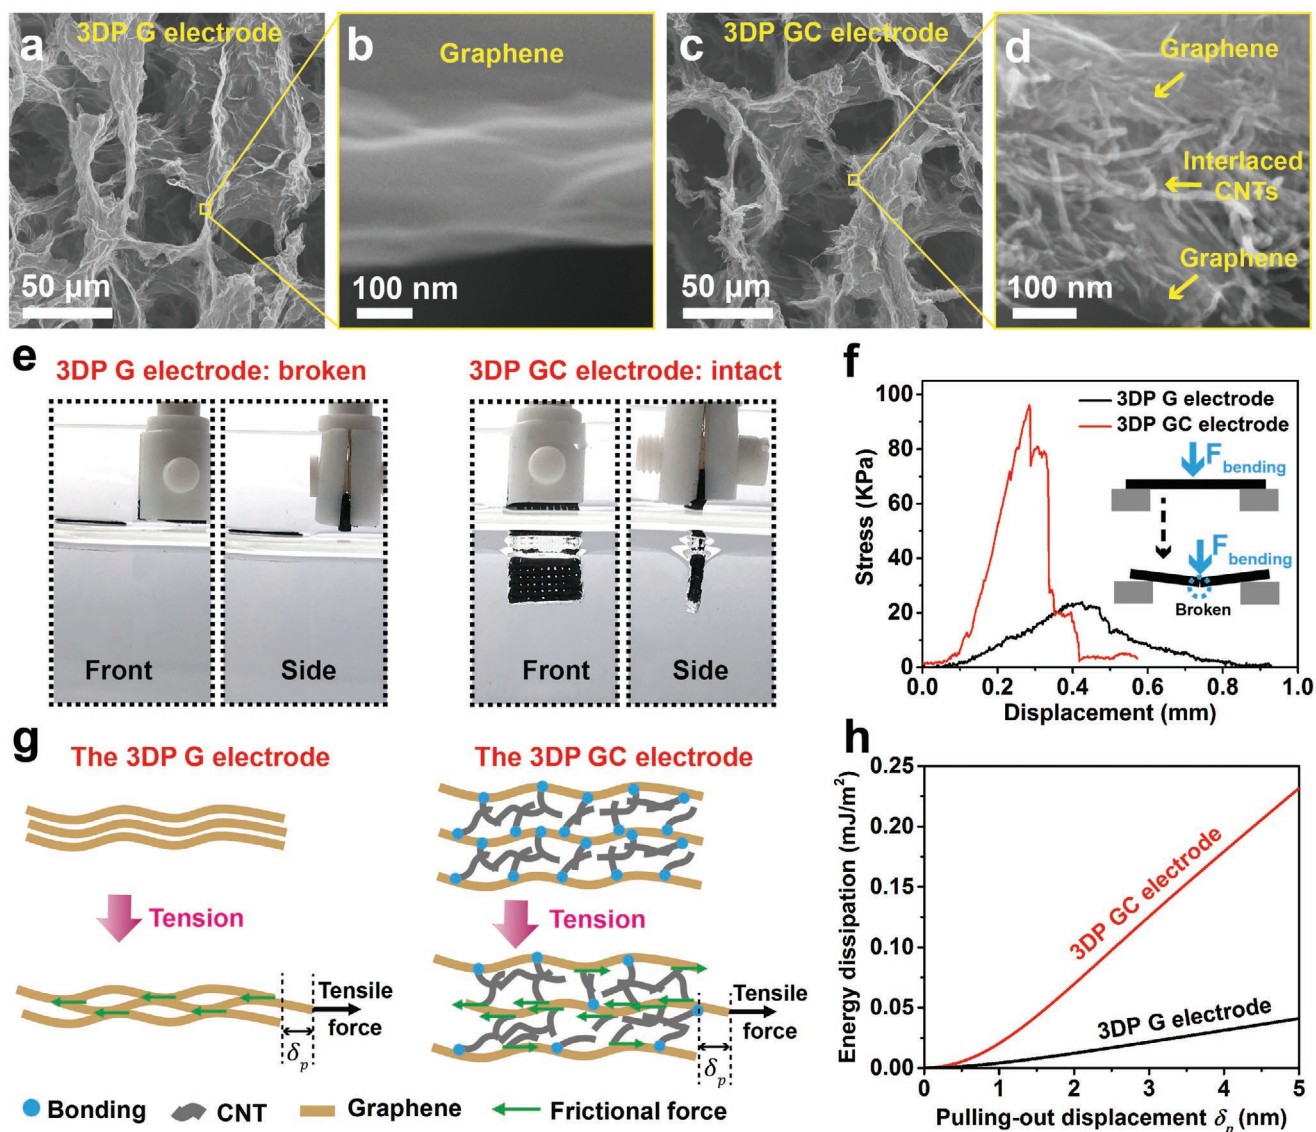 a
3DP G electrode
50 μm
b
Graphene
100 nm
c
3DP GC electrode
50 μm
d
Graphene
Interlaced
CNTs
Graphene
100 nm
e
3DP G electrode: broken
Front
Side
3DP GC electrode: intact
Front
Side
f
Stress (KPa)
100
80
60
40
20
0
0.0 0.2 0.4 0.6 0.8 1.0
Displacement (mm)
3DP G electrode
3DP GC electrode
F bending
F bending
Broken
g
The 3DP G electrode
Tension
Tensile
force
δp
The 3DP GC electrode
Tension
Tensile
force
δp
Bonding
CNT
Graphene
Frictional force
h
Energy dissipation (mJ/m²)
0.25
0.20
0.15
0.10
0.05
0.00
0 1 2 3 4 5
Pulling-out displacement δp (nm)
3DP GC electrode
3DP G electrode